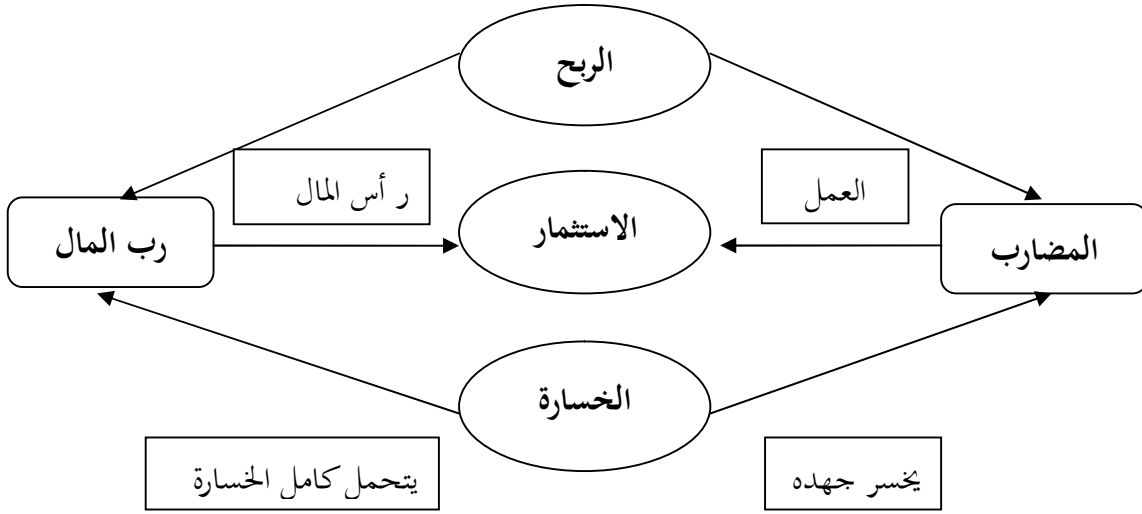 الربح
العمل
ر أس المال
المضارب
الاستثمار
رب المال
الخسارة
يخسر جهده
يتحمل كامل الخسارة